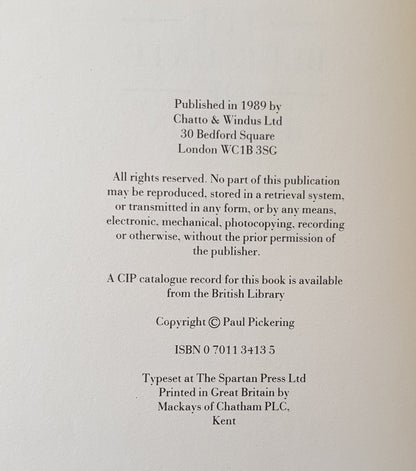 Published in 1989 by
Chatto & Windus Ltd
30 Bedford Square
London WC1B 3SG
All rights reserved. No part of this publication
may be reproduced, stored in a retrieval system,
or transmitted in any form, or by any means,
electronic, mechanical, photocopying, recording
or otherwise, without the prior permission of
the publisher.
A CIP catalogue record for this book is available
from the British Library
Copyright © Paul Pickering
ISBN 0 7011 3413 5
Typeset at The Spartan Press Ltd
Printed in Great Britain by
Mackays of Chatham PLC,
Kent